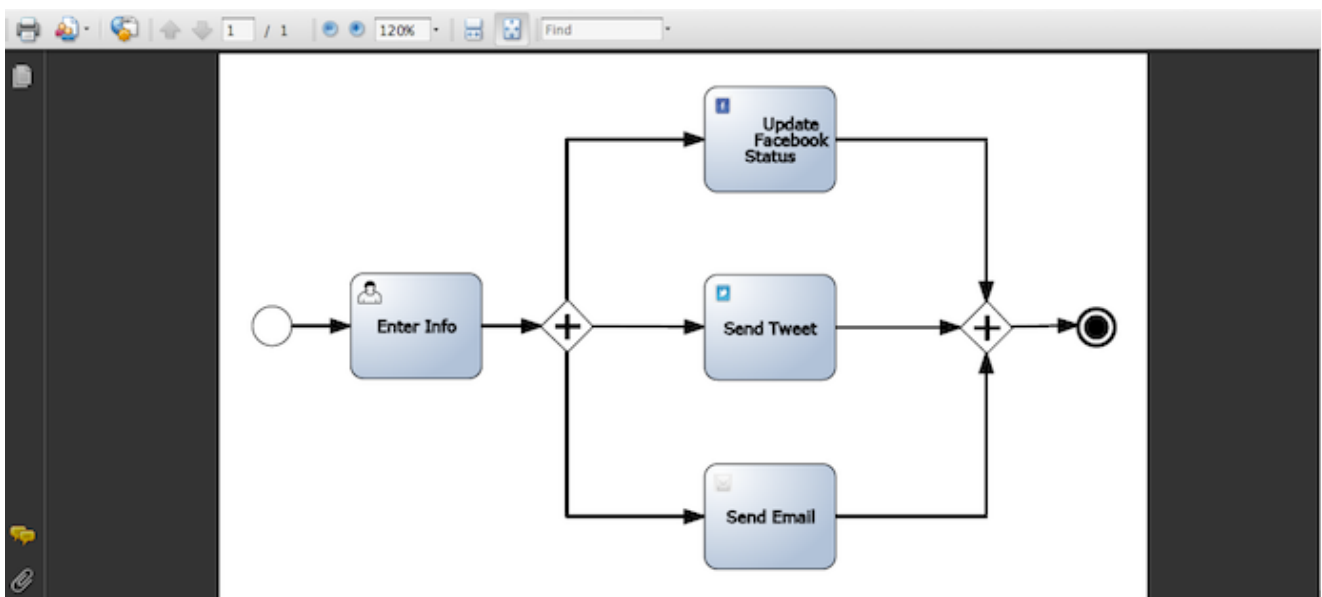 1 / 1 120% Find
Update
Facebook
Status
Enter Info
Send Tweet
Send Email